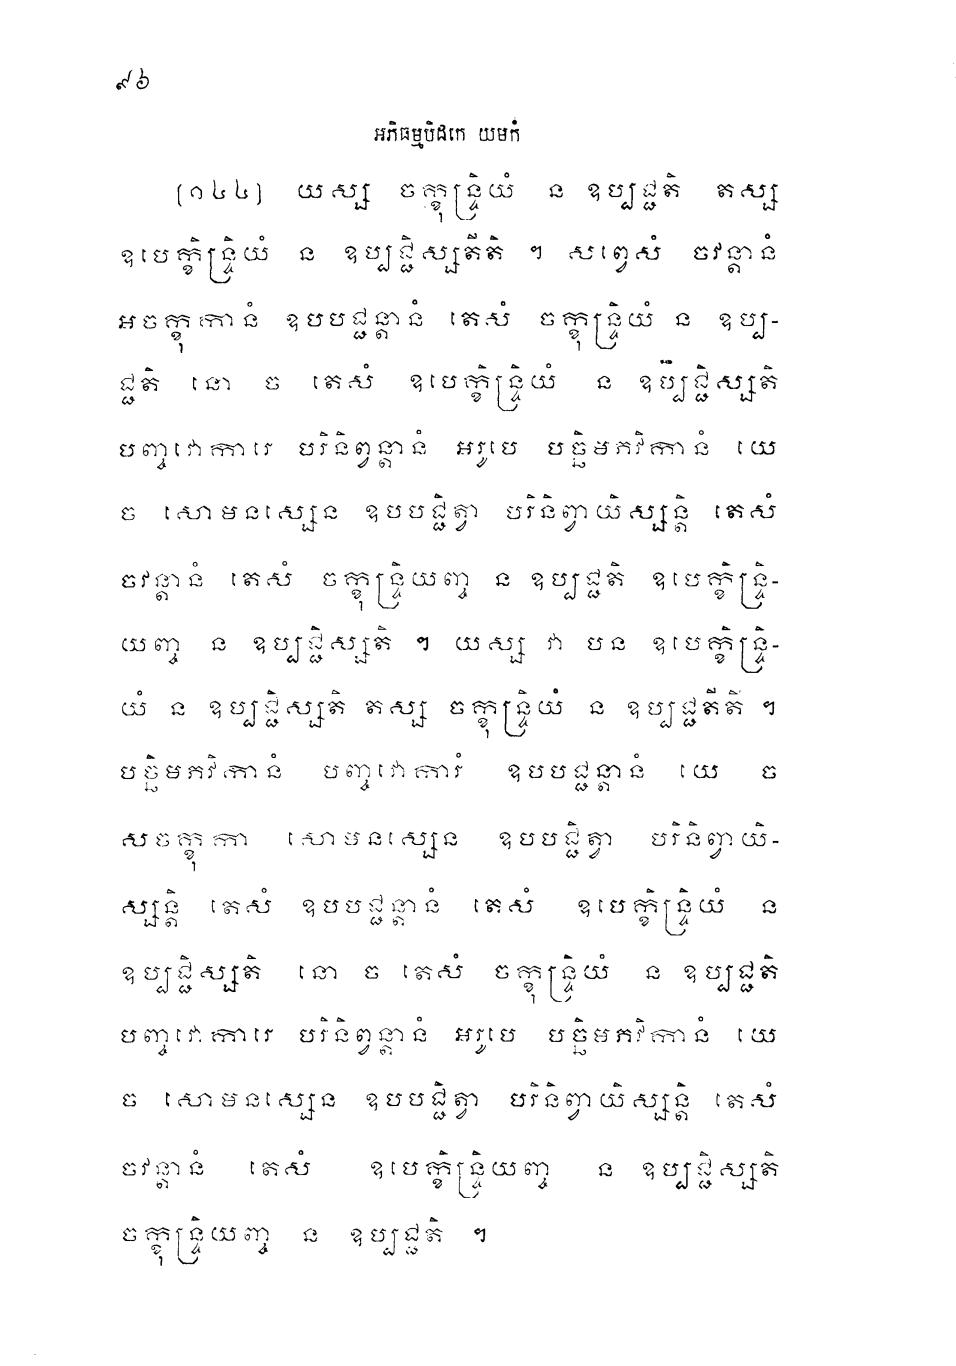 ៩៦
អភិធម្មបិដកេ យមកំ
(១៤៤) យស្ស ចក្ខុន្ទ្រិយំ ន ឧប្បជ្ជតិ តស្ស
ឧបេក្ខិន្ទ្រិយំ ន ឧប្បជ្ជិស្សតីតិ ។ សព្វេសំ ចវន្តានំ
អចក្ខុកានំ ឧបបជ្ជន្តានំ តេសំ ចក្ខុន្ទ្រិយំ ន ឧប្ប-
ជ្ជតិ នោ ច តេសំ ឧបេក្ខិន្ទ្រិយំ ន ឧប្បជ្ជិស្សតិ
បញ្ចវោការេ បរិនិព្វន្តានំ អរូបេ បច្ឆិមភវិកានំ យេ
ច សោមនស្សេន ឧបបជ្ជិត្វា បរិនិព្វាយិស្សន្តិ តេសំ
ចវន្តានំ តេសំ ចក្ខុន្ទ្រិយញ្ច ន ឧប្បជ្ជតិ ឧបេក្ខិន្ទ្រិ-
យញ្ច ន ឧប្បជ្ជិស្សតិ ។ យស្ស វា បន ឧបេក្ខិន្ទ្រិ-
យំ ន ឧប្បជ្ជិស្សតិ តស្ស ចក្ខុន្ទ្រិយំ ន ឧប្បជ្ជតីតិ ។
បច្ឆិមភវិកានំ បញ្ចវោការំ ឧបបជ្ជន្តានំ យេ ច
សចក្ខុកា សោមនស្សេន ឧបបជ្ជិត្វា បរិនិព្វាយិ-
ស្សន្តិ តេសំ ឧបបជ្ជន្តានំ តេសំ ឧបេក្ខិន្ទ្រិយំ ន
ឧប្បជ្ជិស្សតិ នោ ច តេសំ ចក្ខុន្ទ្រិយំ ន ឧប្បជ្ជតិ
បញ្ចវោការេ បរិនិព្វន្តានំ អរូបេ បច្ឆិមភវិកានំ យេ
ច សោមនស្សេន ឧបបជ្ជិត្វា បរិនិព្វាយិស្សន្តិ តេសំ
ចវន្តានំ តេសំ ឧបេក្ខិន្ទ្រិយញ្ច ន ឧប្បជ្ជិស្សតិ
ចក្ខុន្ទ្រិយញ្ច ន ឧប្បជ្ជតិ ។